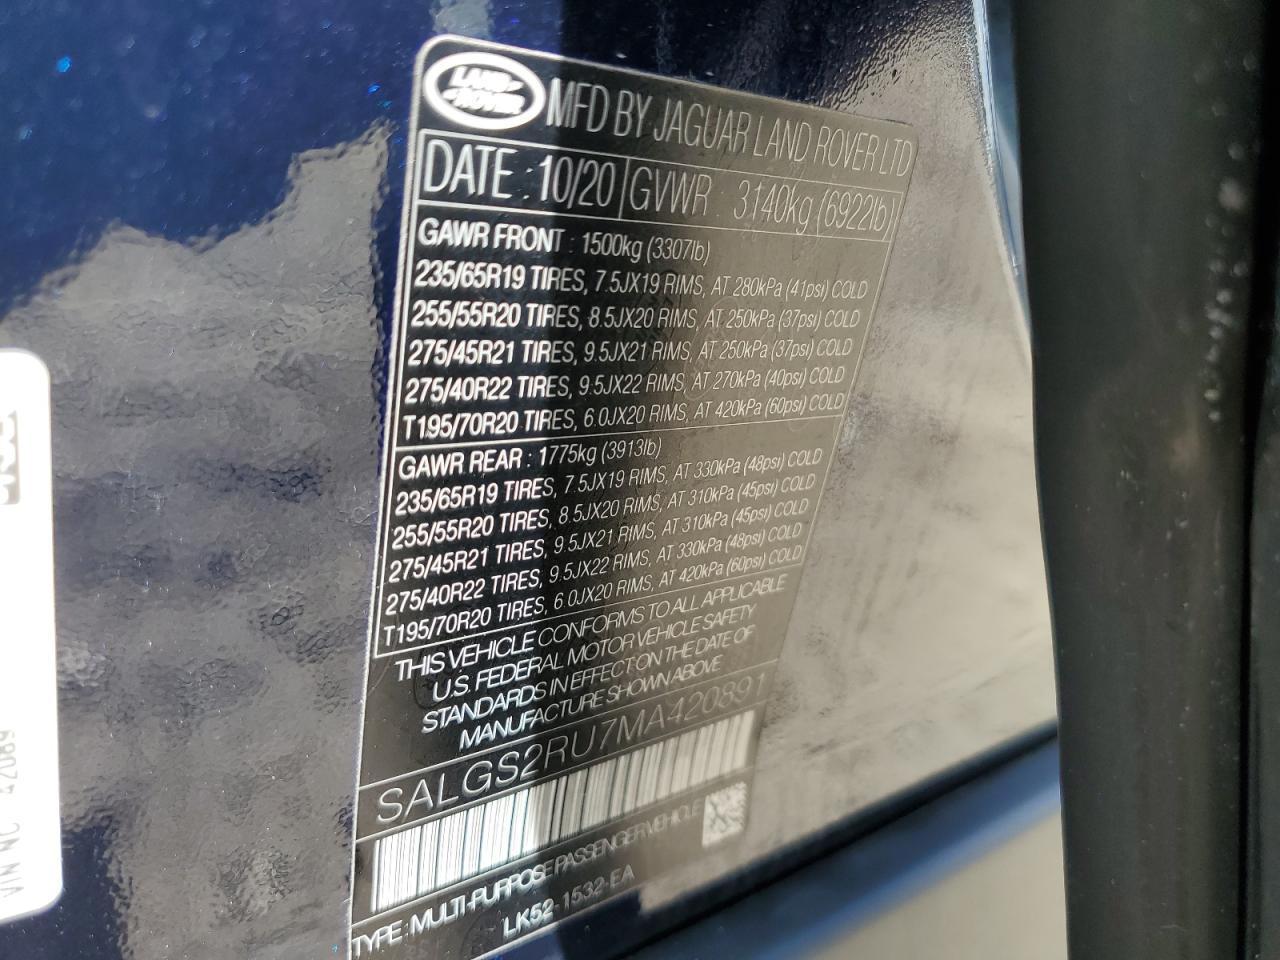 LAND ROVER
MFD BY JAGUAR LAND ROVER LTD
DATE : 10/20 GVWR : 3140kg (6922lb)
GAWR FRONT : 1500kg (3307lb)
235/65R19 TIRES, 7.5JX19 RIMS, AT 280kPa (41psi) COLD
255/55R20 TIRES, 8.5JX20 RIMS, AT 250kPa (37psi) COLD
275/45R21 TIRES, 9.5JX21 RIMS, AT 250kPa (37psi) COLD
275/40R22 TIRES, 9.5JX22 RIMS, AT 270kPa (40psi) COLD
T195/70R20 TIRES, 6.0JX20 RIMS, AT 420kPa (60psi) COLD
GAWR REAR : 1775kg (3913lb)
235/65R19 TIRES, 7.5JX19 RIMS, AT 330kPa (48psi) COLD
255/55R20 TIRES, 8.5JX20 RIMS, AT 310kPa (45psi) COLD
275/45R21 TIRES, 9.5JX21 RIMS, AT 310kPa (45psi) COLD
275/40R22 TIRES, 9.5JX22 RIMS, AT 330kPa (48psi) COLD
T195/70R20 TIRES, 6.0JX20 RIMS, AT 420kPa (60psi) COLD
THIS VEHICLE CONFORMS TO ALL APPLICABLE
U.S. FEDERAL MOTOR VEHICLE SAFETY
STANDARDS IN EFFECT ON THE DATE OF
MANUFACTURE SHOWN ABOVE
SALGS2RU7MA420891
TYPE : MULTI-PURPOSE PASSENGER VEHICLE
LK52-1532-EA